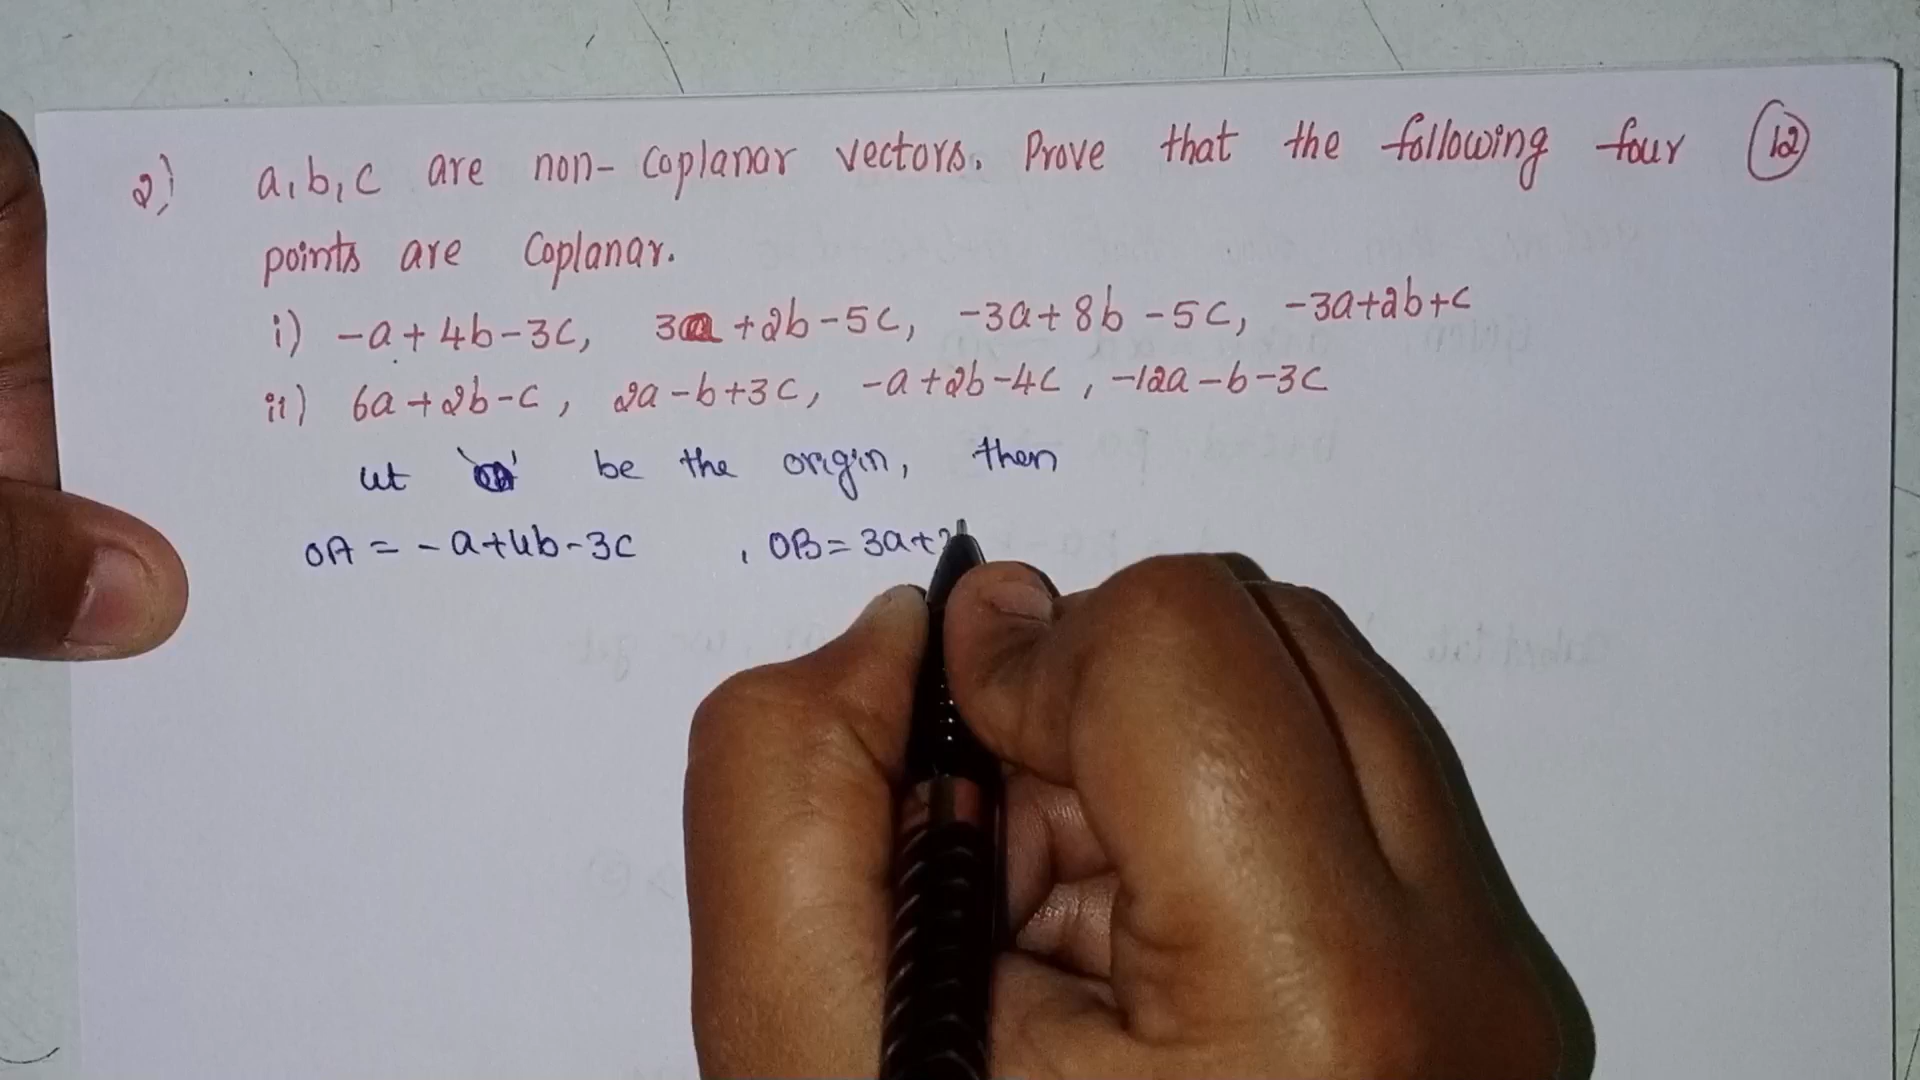 2) a, b, c are non-coplanar vectors. Prove that the following four 12
points are coplanar.
i) -a+4b-3c, 3a+2b-5c, -3a+8b-5c, -3a+2b+c
ii) 6a+2b-c, 2a-b+3c, -a+2b-4c, -12a-b-3c
let 'O' be the origin, then
OA = -a+4b-3c , OB = 3a+2